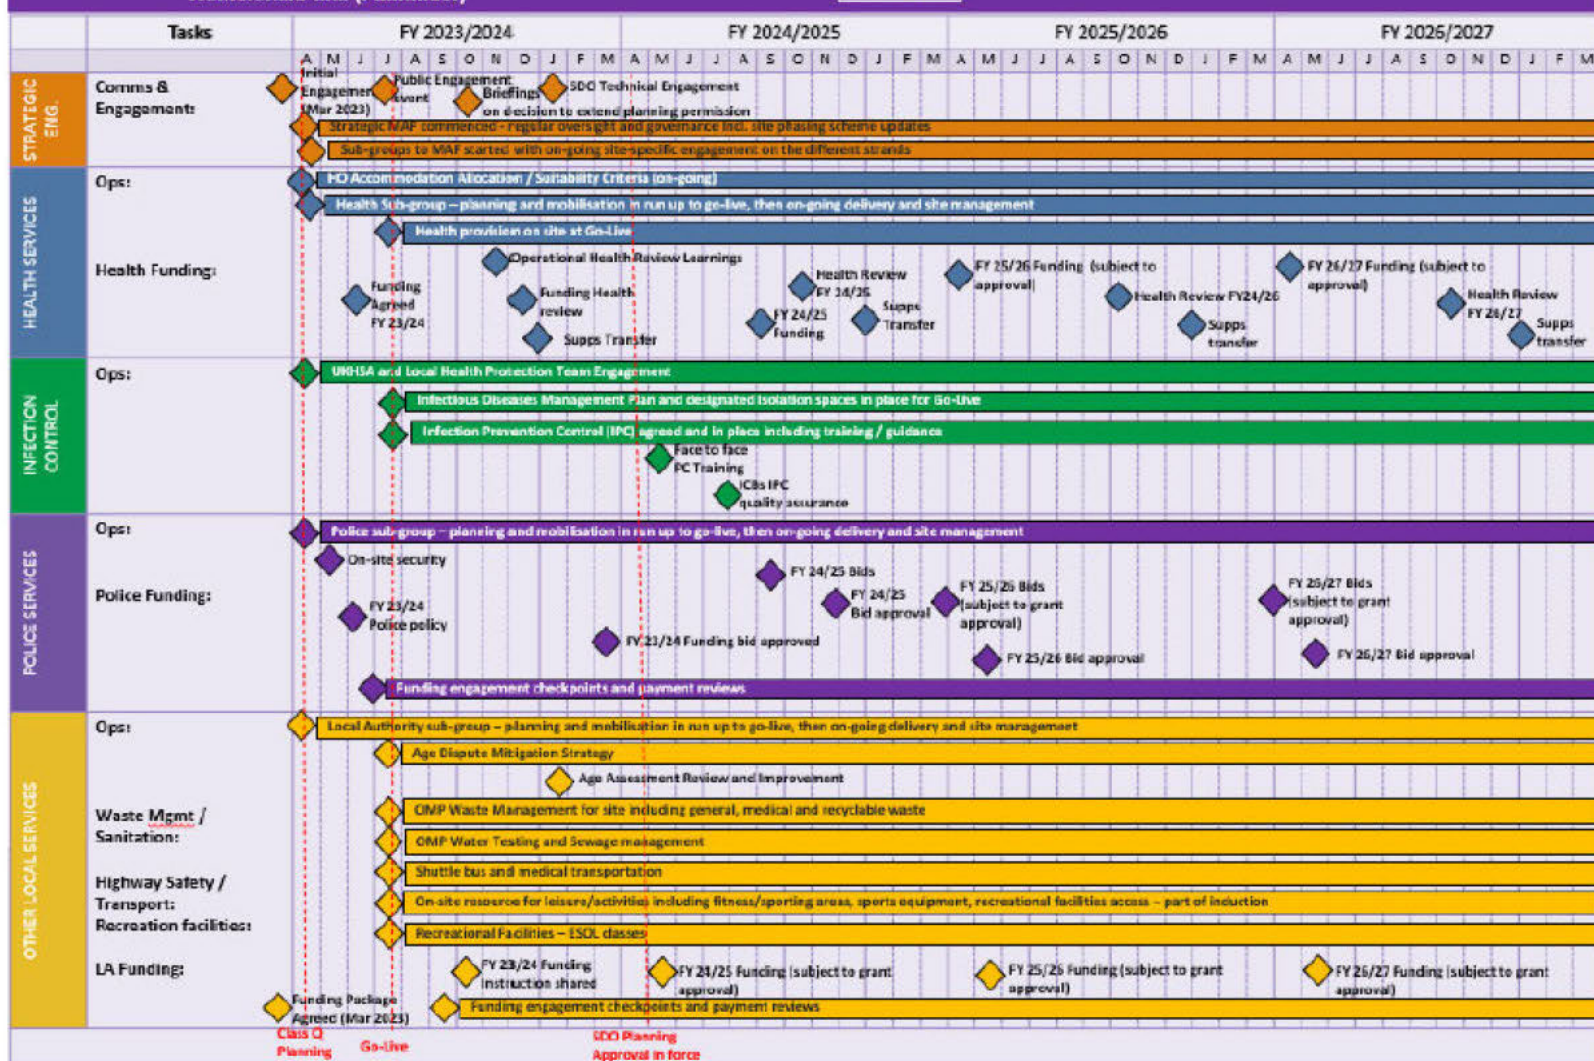 Tasks
FY 2023/2024
FY 2024/2025
FY 2025/2026
FY 2026/2027
A M J J A S O N D J F M A M J J A S O N D J F M A M J J A S O N D J F M A M J J A S O N D J F M
STRATEGIC
ENG.
Comms &
Engagement:
Initial
Engagement
(Mar 2023)
Public Engagement
event
Briefings
on decision to extend planning permission
SDO Technical Engagement
Strategic MAF commenced - regular oversight and governance incl. site phasing scheme updates
Sub-groups to MAF started with on-going site-specific engagement on the different strands
HEALTH SERVICES
Ops:
HO Accommodation Allocation / Suitability Criteria (on-going)
Health Sub-group – planning and mobilisation in run up to go-live, then on-going delivery and site management
Health provision on site at Go-Live
Health Funding:
Operational Health Review Learnings
Funding
Agreed
FY 23/24
Funding Health
review
Supps Transfer
Health Review
FY 24/25
FY 24/25
Funding
Supps
Transfer
FY 25/26 Funding (subject to
approval)
Health Review FY24/26
Supps
transfer
FY 26/27 Funding (subject to
approval)
Health Review
FY 26/27
Supps
transfer
INFECTION
CONTROL
Ops:
UKHSA and Local Health Protection Team Engagement
Infectious Diseases Management Plan and designated isolation spaces in place for Go-Live
Infection Prevention Control (IPC) agreed and in place including training / guidance
Face to face
PC Training
ICBs IPC
quality assurance
POLICE SERVICES
Ops:
Police sub-group – planning and mobilisation in run up to go-live, then on-going delivery and site management
On-site security
Police Funding:
FY 23/24
Police policy
FY 23/24 Funding bid approved
FY 24/25 Bids
FY 24/25
Bid approval
FY 25/26 Bids
(subject to grant
approval)
FY 25/26 Bid approval
FY 26/27 Bids
(subject to grant
approval)
FY 26/27 Bid approval
Funding engagement checkpoints and payment reviews
OTHER LOCAL SERVICES
Ops:
Local Authority sub-group – planning and mobilisation in run up to go-live, then on-going delivery and site management
Age Dispute Mitigation Strategy
Age Assessment Review and Improvement
Waste Mgmt /
Sanitation:
OMP Waste Management for site including general, medical and recyclable waste
OMP Water Testing and Sewage management
Highway Safety /
Transport:
Shuttle bus and medical transportation
Recreation facilities:
On-site resource for leisure/activities including fitness/sporting areas, sports equipment, recreational facilities access – part of induction
Recreational Facilities – ESOL classes
LA Funding:
FY 23/24 Funding
Instruction shared
FY 24/25 Funding (subject to grant
approval)
FY 25/26 Funding (subject to grant
approval)
FY 26/27 Funding (subject to grant
approval)
Funding Package
Agreed (Mar 2023)
Funding engagement checkpoints and payment reviews
Class Q
Planning
Go-Live
SDO Planning
Approval in force